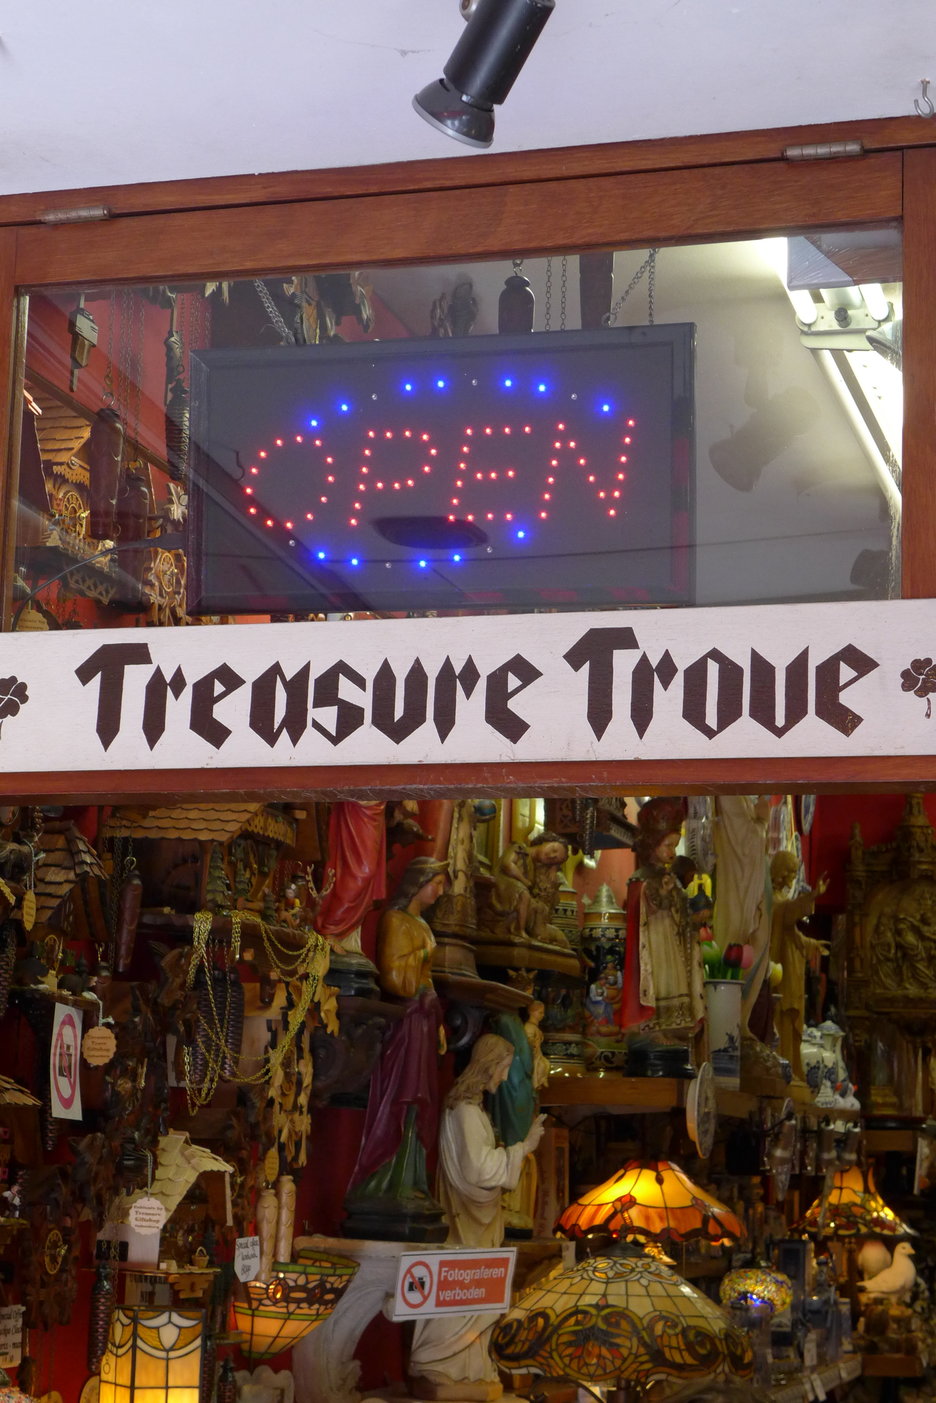 OPEN
Treasure Trove
Fotograferen
verboden